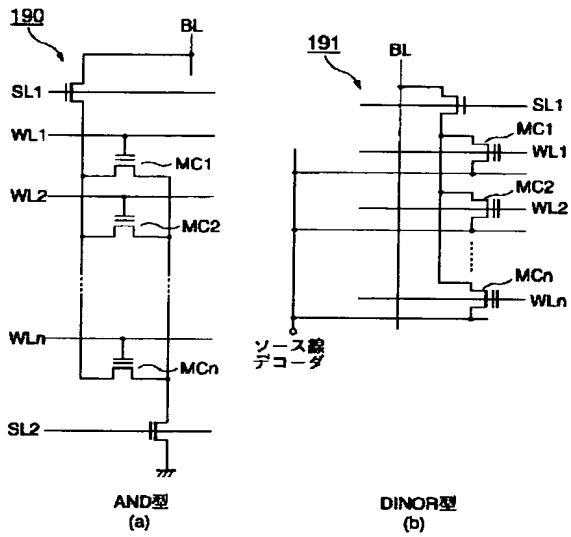 190
BL
SL1
WL1
MC1
WL2
MC2
WLn
MCn
SL2
AND型
(a)
191
BL
SL1
MC1
WL1
MC2
WL2
MCn
WLn
ソース線
デコーダ
DINOR型
(b)